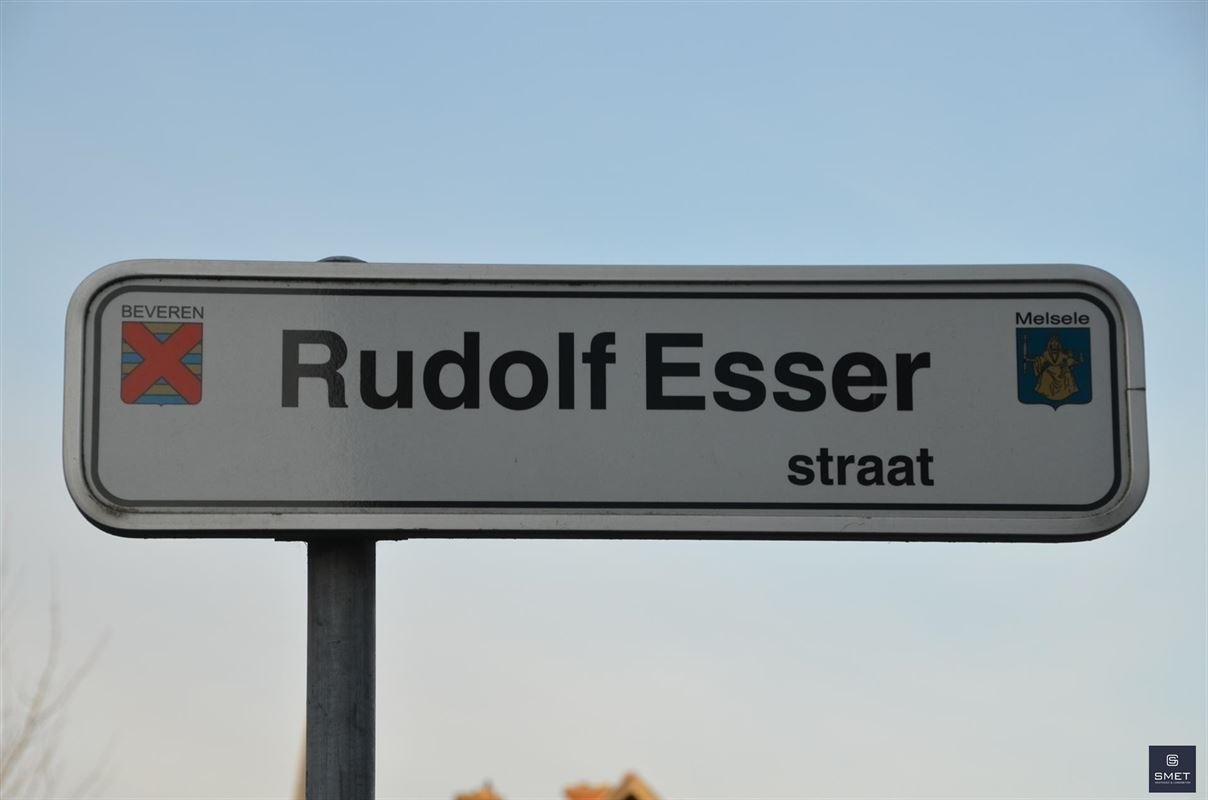 BEVEREN
Melsele
Rudolf Esser
straat
SMET